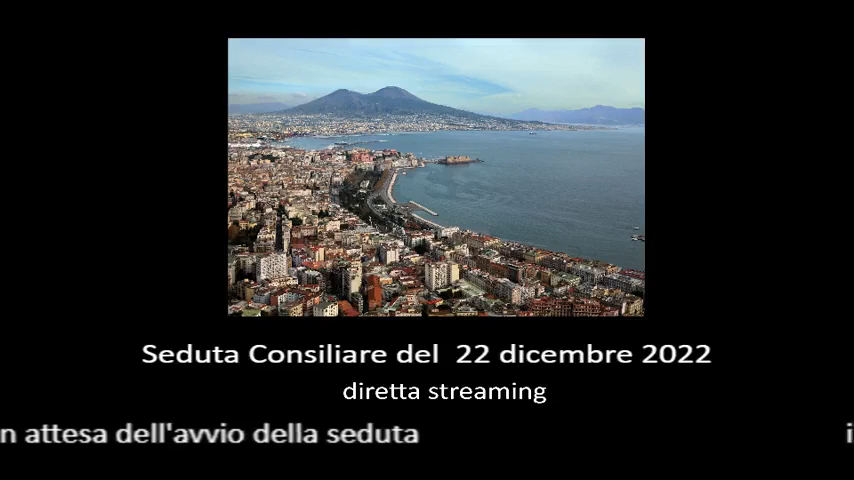 Seduta Consiliare del 22 dicembre 2022
diretta streaming
n attesa dell'avvio della seduta i